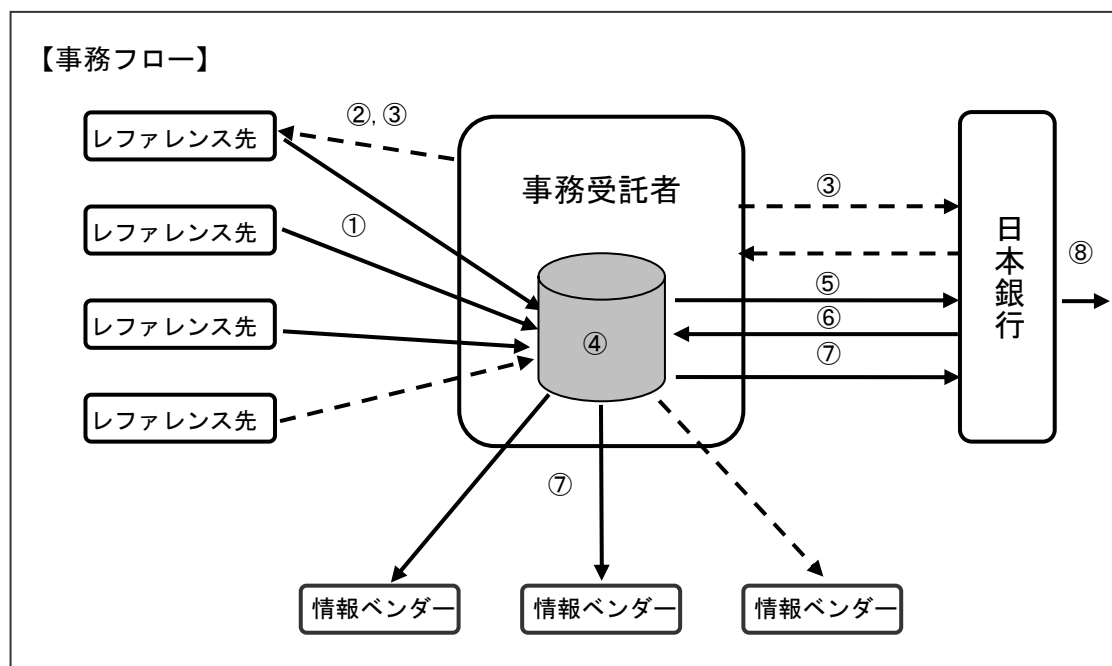 【事務フロー】
②, ③
レファレンス先
事務受託者
③
レファレンス先
①
日本銀行
⑧
⑤
⑥
レファレンス先
④
⑦
レファレンス先
⑦
情報ベンダー
情報ベンダー
情報ベンダー